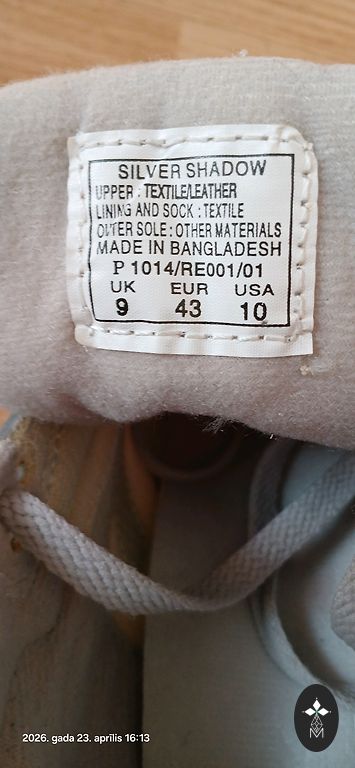 SILVER SHADOW
UPPER : TEXTILE/LEATHER
LINING AND SOCK : TEXTILE
OUTER SOLE : OTHER MATERIALS
MADE IN BANGLADESH
P 1014/RE001/01
UK EUR USA
9 43 10
2026. gada 23. aprīlis 16:13
M